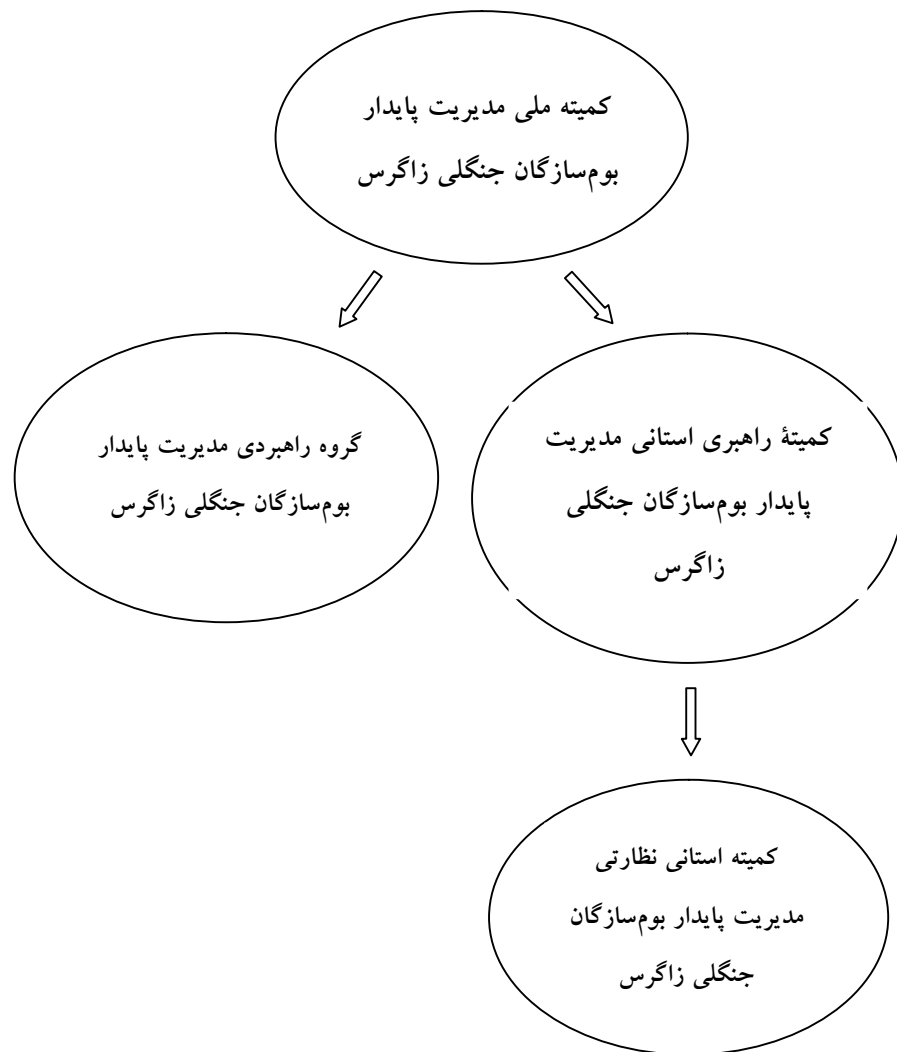 کمیته ملی مدیریت پایدار
بوم‌سازگان جنگلی زاگرس
کمیتهٔ راهبری استانی مدیریت
پایدار بوم‌سازگان جنگلی
زاگرس
گروه راهبردی مدیریت پایدار
بوم‌سازگان جنگلی زاگرس
کمیته استانی نظارتی
مدیریت پایدار بوم‌سازگان
جنگلی زاگرس